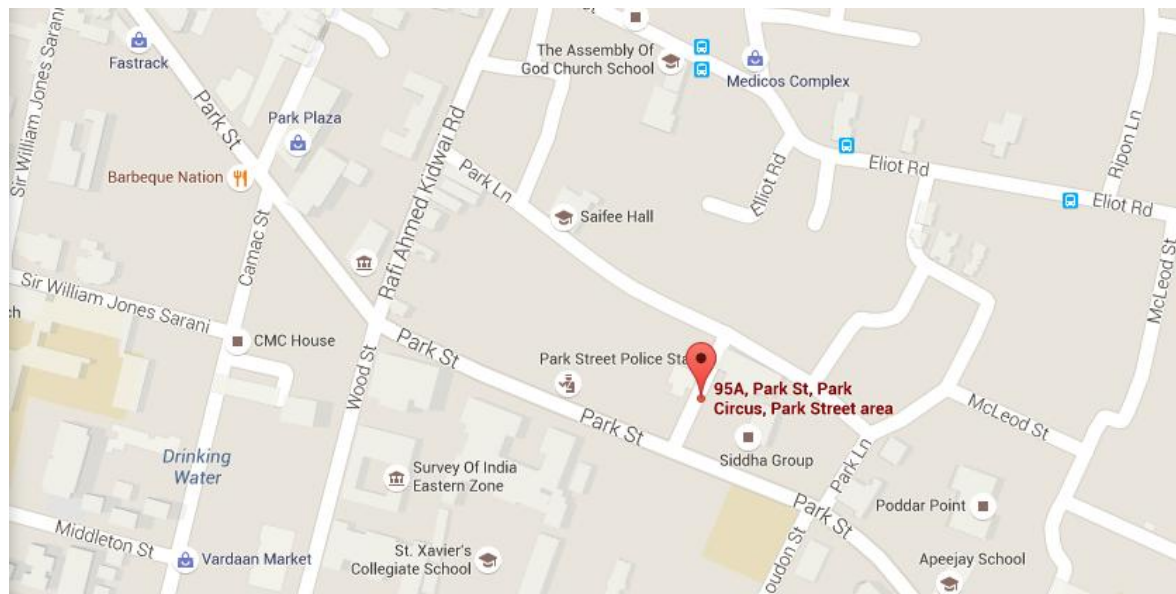 Fastrack
Park St
Sir William Jones Sarani
Park Plaza
Barbeque Nation
Camac St
Rafi Ahmed Kidwai Rd
The Assembly Of
God Church School
Medicos Complex
Ripon Ln
Eliot Rd
Elliot Rd
Eliot Rd
Park Ln
Saifee Hall
McLeod St
Sir William Jones Sarani
ch
CMC House
Wood St
Park St
Park Street Police Sta
95A, Park St, Park
Circus, Park Street area
McLeod St
Park St
Siddha Group
Park Ln
Drinking
Water
Survey Of India
Eastern Zone
Poddar Point
Park St
Middleton St
Vardaan Market
St. Xavier's
Collegiate School
oudon St
Apeejay School